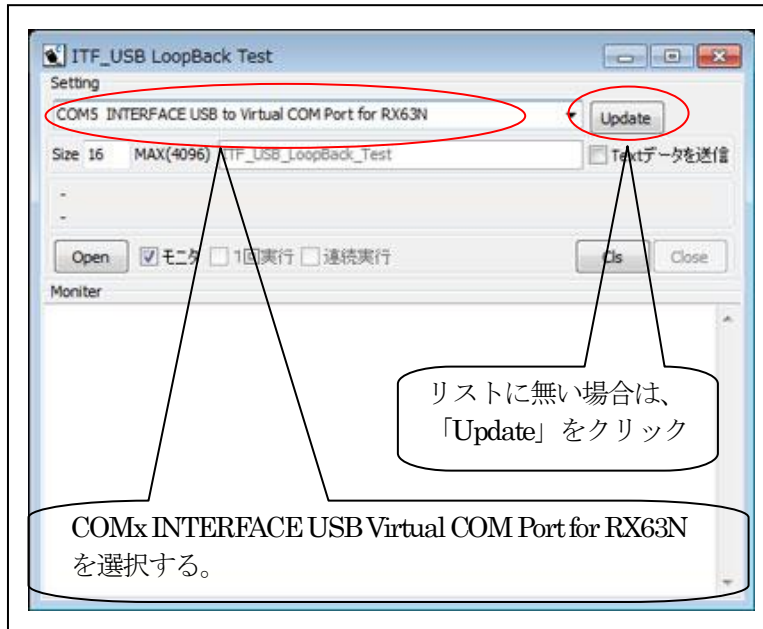 ITF_USB LoopBack Test
Setting
COM5 INTERFACE USB to Virtual COM Port for RX63N
Update
Size 16 MAX(4096) ITF_USB_LoopBack_Test Textデータを送信
-
-
Open モニタ 1回実行 連続実行 Cls Close
Moniter
リストに無い場合は、
「Update」をクリック
COMx INTERFACE USB Virtual COM Port for RX63N
を選択する。